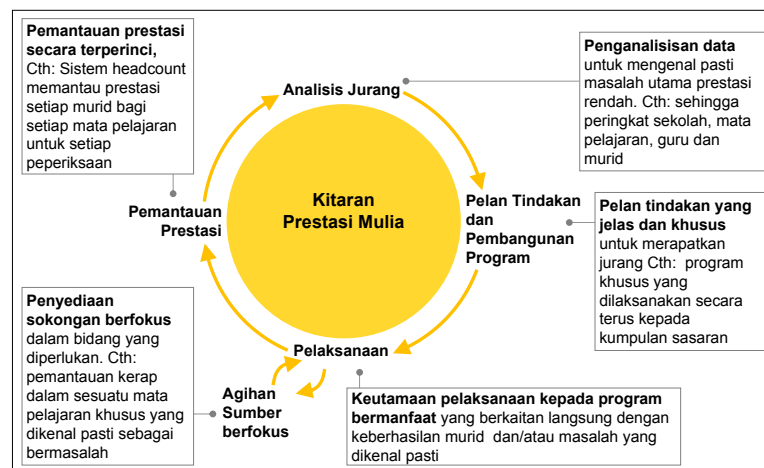 Pemantauan prestasi
secara terperinci,
Cth: Sistem headcount
memantau prestasi
setiap murid bagi
setiap mata pelajaran
untuk setiap
peperiksaan
Analisis Jurang
Penganalisisan data
untuk mengenal pasti
masalah utama prestasi
rendah. Cth: sehingga
peringkat sekolah, mata
pelajaran, guru dan
murid
Kitaran
Prestasi Mulia
Pemantauan
Prestasi
Pelan Tindakan
dan
Pembangunan
Program
Pelan tindakan yang
jelas dan khusus
untuk merapatkan
jurang Cth: program
khusus yang
dilaksanakan secara
terus kepada
kumpulan sasaran
Penyediaan
sokongan berfokus
dalam bidang yang
diperlukan. Cth:
pemantauan kerap
dalam sesuatu mata
pelajaran khusus yang
dikenal pasti sebagai
bermasalah
Pelaksanaan
Agihan
Sumber
berfokus
Keutamaan pelaksanaan kepada program
bermanfaat yang berkaitan langsung dengan
keberhasilan murid dan/atau masalah yang
dikenal pasti